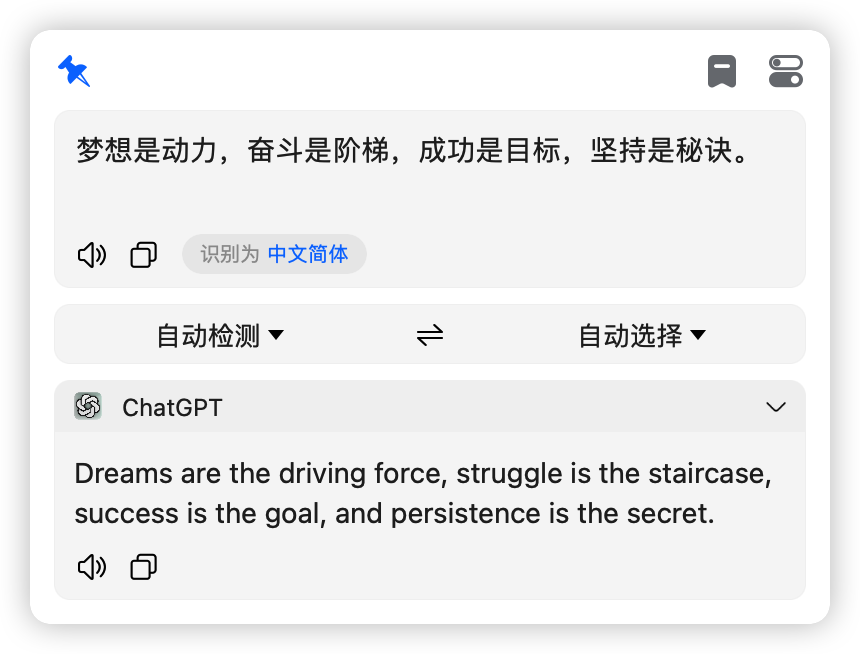 梦想是动力，奋斗是阶梯，成功是目标，坚持是秘诀。
识别为 中文简体
自动检测
自动选择
ChatGPT
Dreams are the driving force, struggle is the staircase,
success is the goal, and persistence is the secret.